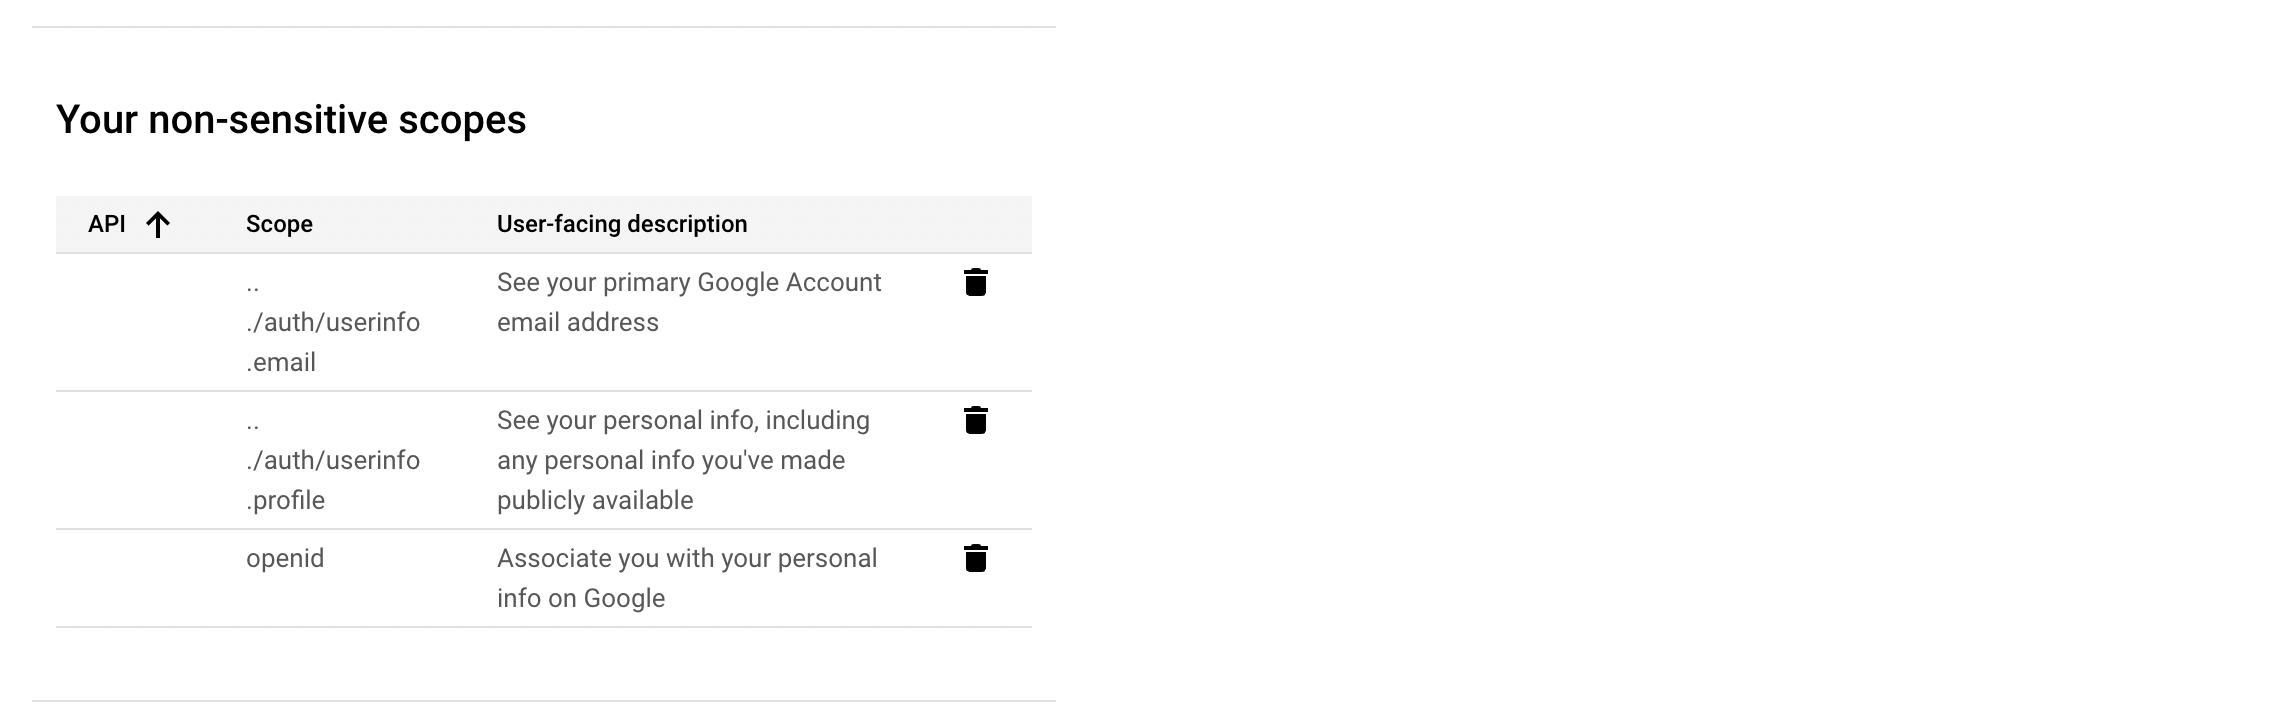 Your non-sensitive scopes
API Scope User-facing description
.. See your primary Google Account
./auth/userinfo email address
.email
.. See your personal info, including
./auth/userinfo any personal info you've made
.profile publicly available
openid Associate you with your personal
info on Google